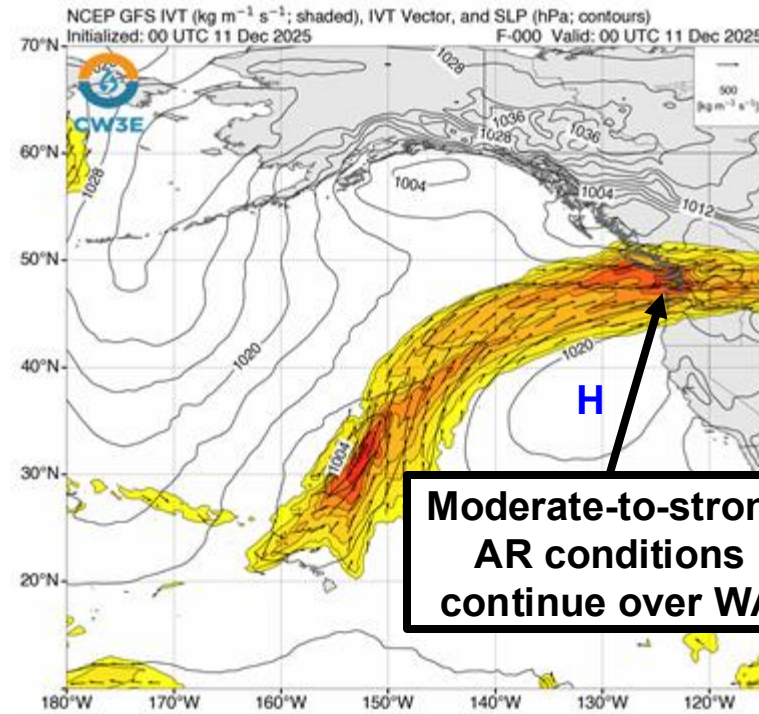 NCEP GFS IVT (kg m⁻¹ s⁻¹; shaded), IVT Vector, and SLP (hPa; contours)
Initialized: 00 UTC 11 Dec 2025 F-000 Valid: 00 UTC 11 Dec 2025
70°N
CW3E
1028
500
[kg m⁻¹ s⁻¹]
1036
1028
1036
60°N
1028
1004
1004
1012
50°N
40°N
1020
1020
H
1004
30°N
Moderate-to-stron
AR conditions
continue over WA
20°N
180°W 170°W 160°W 150°W 140°W 130°W 120°W